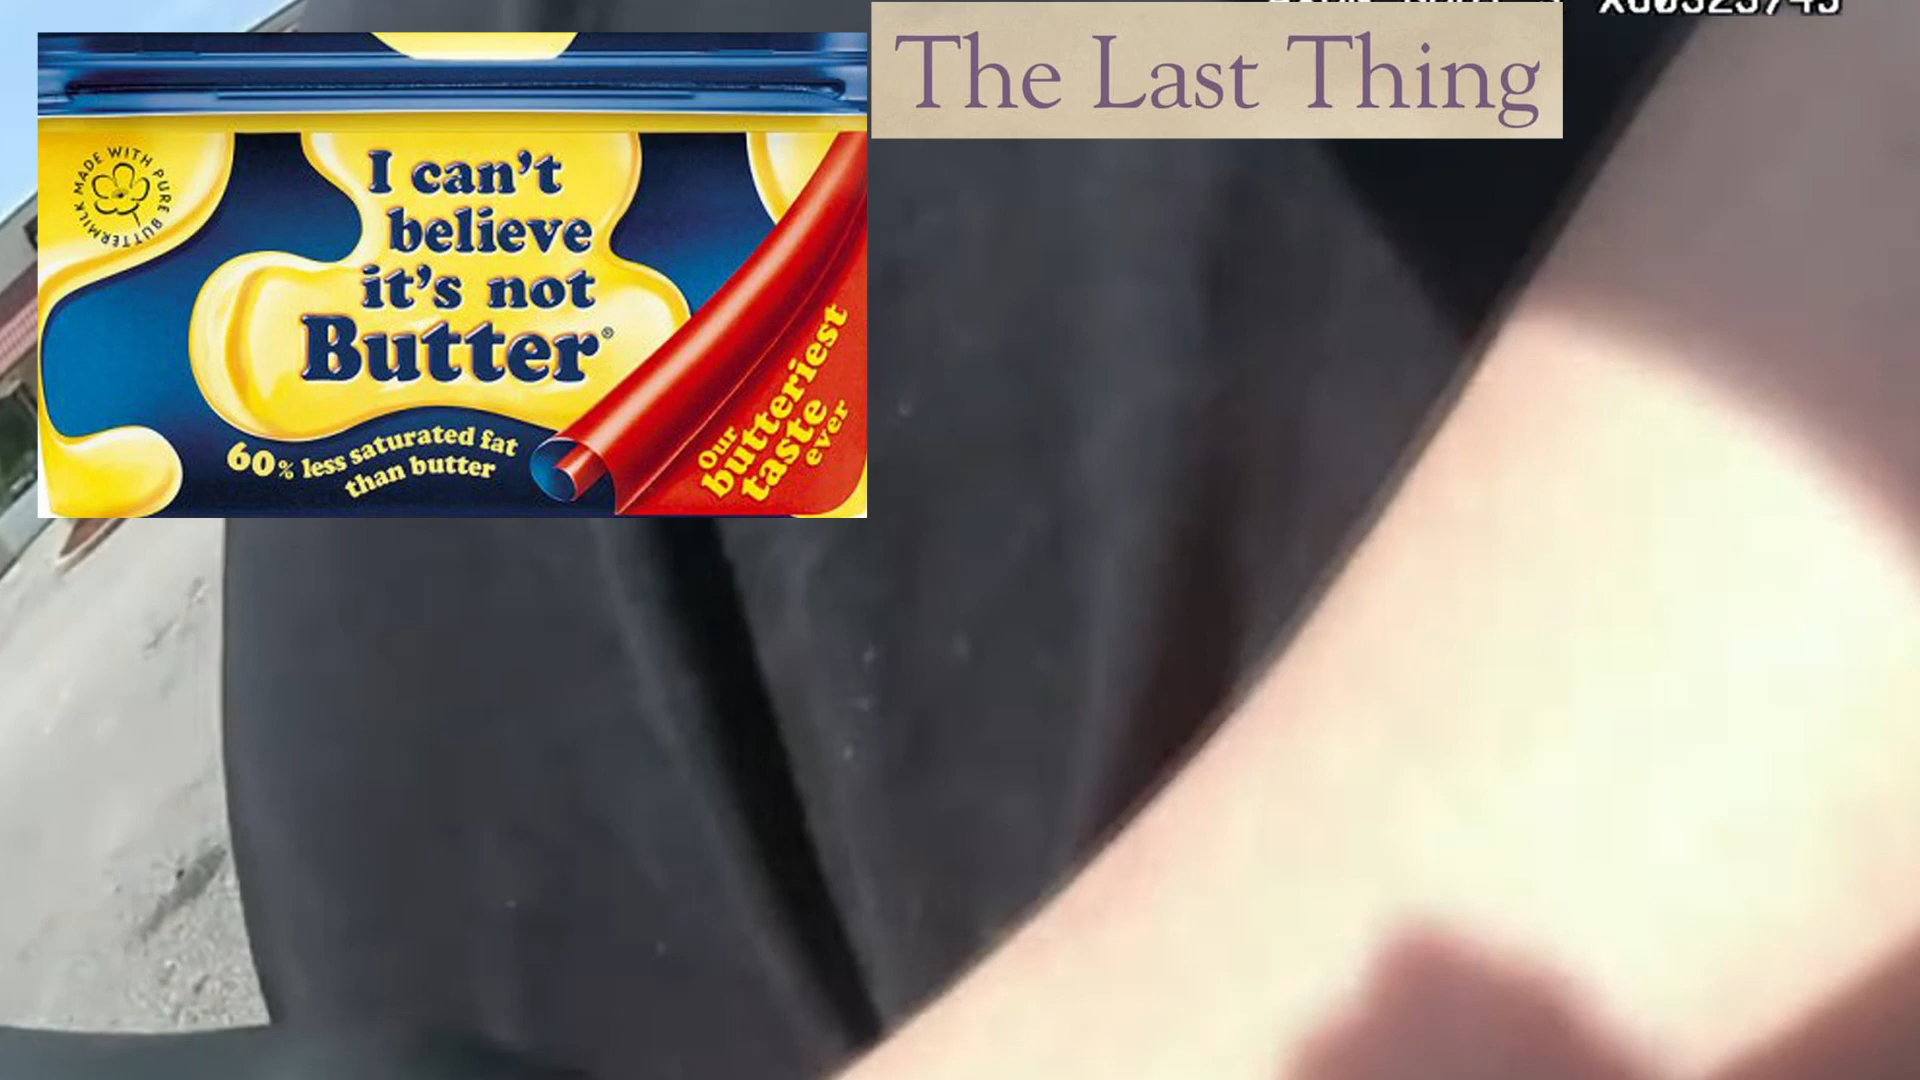 The Last Thing
MADE WITH PURE BUTTERMILK
I can't
believe
it's not
Butter®
60% less saturated fat
than butter
Our
butteriest
taste
ever